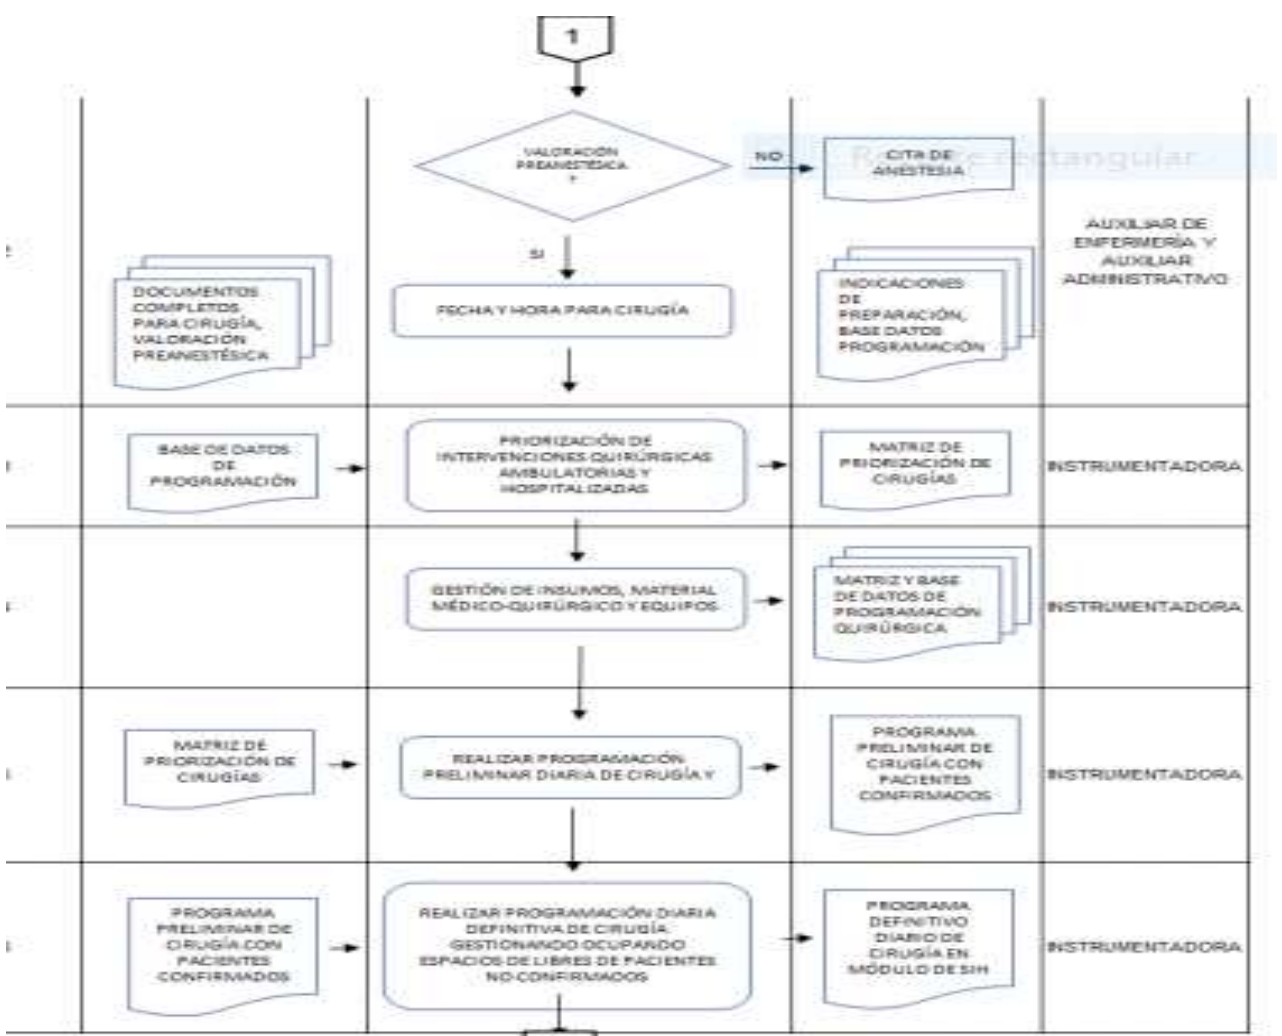 1
VALORACIÓN
PREANESTÉSICA
?
NO
CITA DE
ANESTESIA
Recorte rectangular
AUXILIAR DE
ENFERMERÍA Y
AUXILIAR
ADMINISTRATIVO
SI
DOCUMENTOS
COMPLETOS
PARA CIRUGÍA,
VALORACIÓN
PREANESTÉSICA
FECHA Y HORA PARA CIRUGÍA
INDICACIONES
DE
PREPARACIÓN,
BASE DATOS
PROGRAMACIÓN
BASE DE DATOS
DE
PROGRAMACIÓN
PRIORIZACIÓN DE
INTERVENCIONES QUIRÚRGICAS
AMBULATORIAS Y
HOSPITALIZADAS
MATRIZ DE
PRIORIZACIÓN DE
CIRUGÍAS
INSTRUMENTADORA
GESTIÓN DE INSUMOS, MATERIAL
MÉDICO-QUIRÚRGICO Y EQUIPOS
MATRIZ Y BASE
DE DATOS DE
PROGRAMACIÓN
QUIRÚRGICA
INSTRUMENTADORA
MATRIZ DE
PRIORIZACIÓN DE
CIRUGÍAS
REALIZAR PROGRAMACIÓN
PRELIMINAR DIARIA DE CIRUGÍA Y
PROGRAMA
PRELIMINAR DE
CIRUGÍA CON
PACIENTES
CONFIRMADOS
INSTRUMENTADORA
PROGRAMA
PRELIMINAR DE
CIRUGÍA CON
PACIENTES
CONFIRMADOS
REALIZAR PROGRAMACIÓN DIARIA
DEFINITIVA DE CIRUGÍA
GESTIONANDO OCUPANDO
ESPACIOS DE LIBRES DE PACIENTES
NO CONFIRMADOS
PROGRAMA
DEFINITIVO
DIARIO DE
CIRUGÍA EN
MÓDULO DE SIH
INSTRUMENTADORA